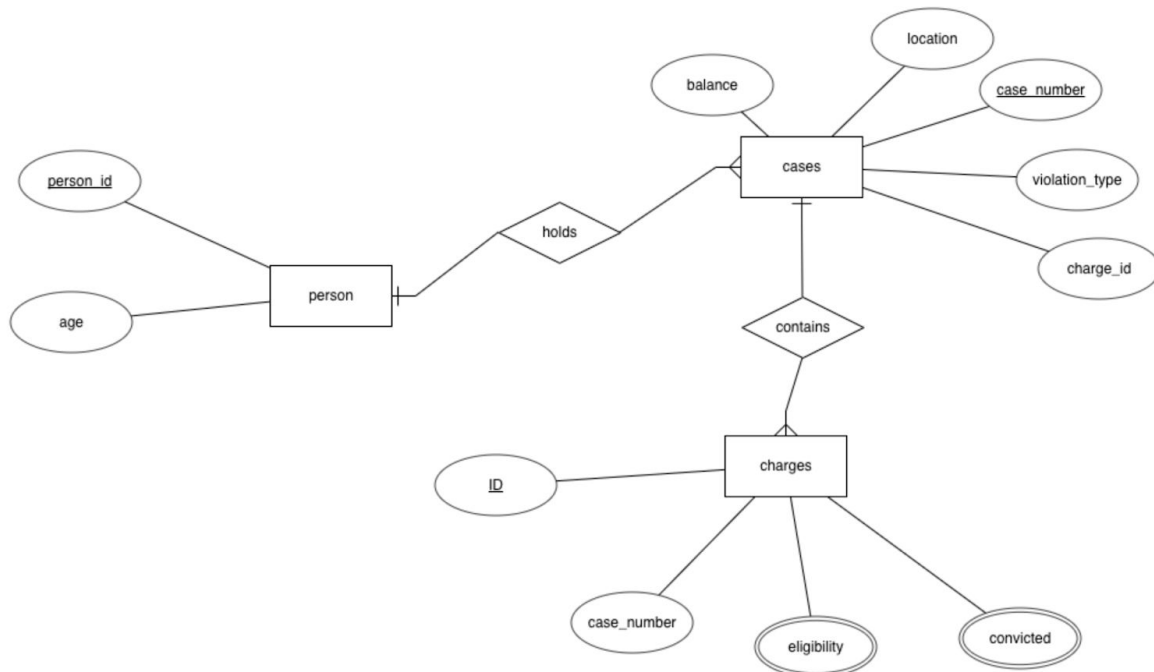 location
balance
case_number
cases
person_id
violation_type
holds
charge_id
person
age
contains
charges
ID
case_number
eligibility
convicted